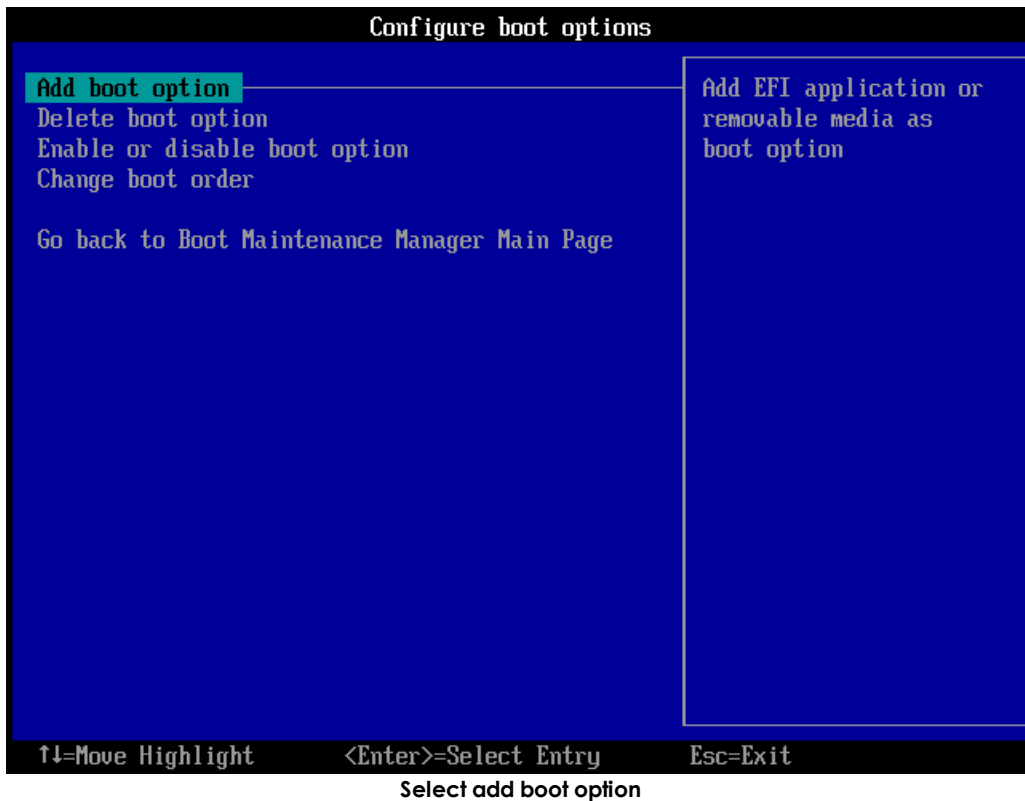 Configure boot options
Add boot option
Delete boot option
Enable or disable boot option
Change boot order
Go back to Boot Maintenance Manager Main Page
Add EFI application or
removable media as
boot option
↑↓=Move Highlight <Enter>=Select Entry Esc=Exit
Select add boot option